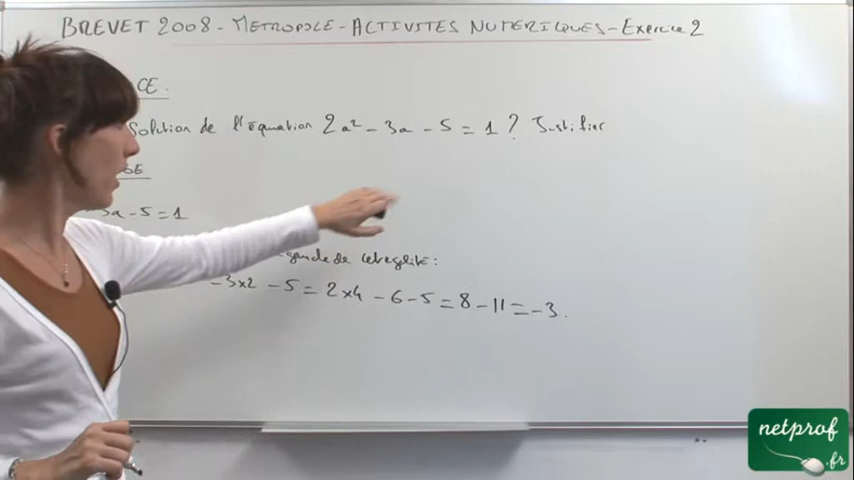 BREVET 2008 - METROPOLE - ACTIVITES NUMERIQUES - Exercice 2
CE.
solution de l'équation 2a² - 3a - 5 = 1 ? Justifier
SE
3a - 5 = 1
de cette égalité :
- 3x2 - 5 = 2x4 - 6 - 5 = 8 - 11 = -3.
netprof
.fr